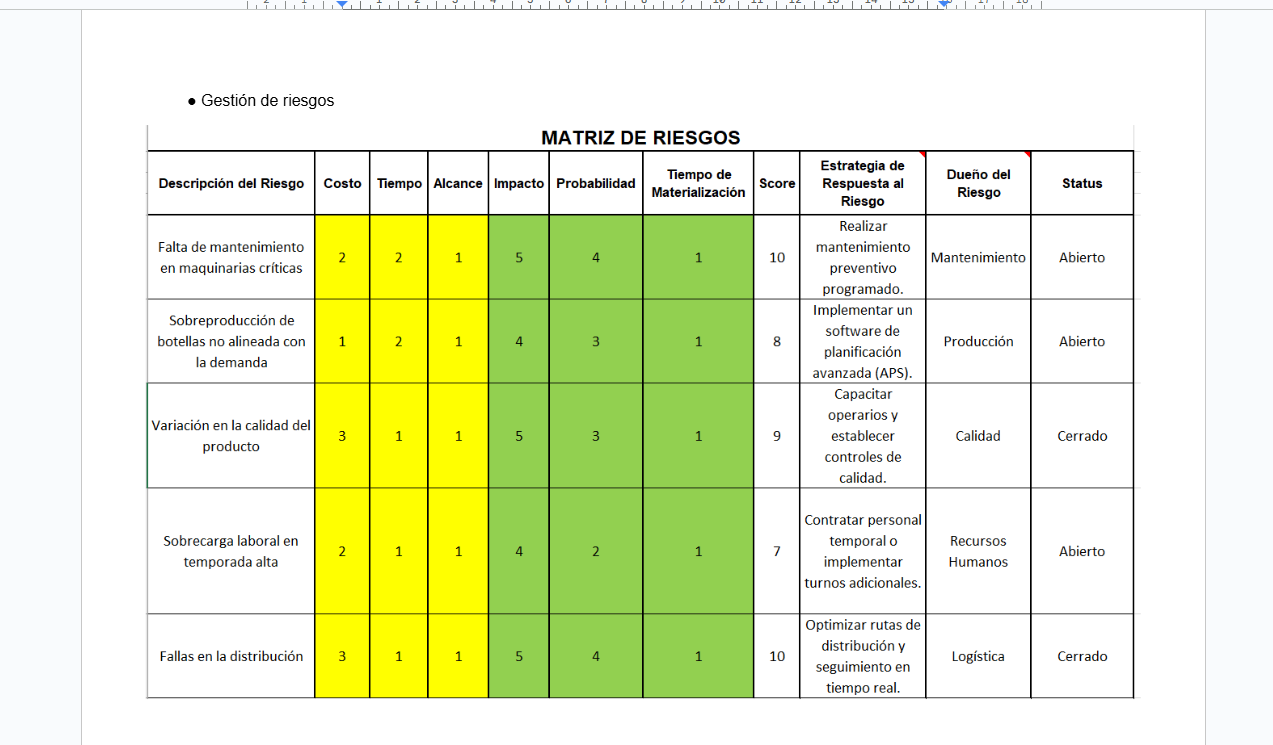 ● Gestión de riesgos
MATRIZ DE RIESGOS
Descripción del Riesgo Costo Tiempo Alcance Impacto Probabilidad Tiempo de Materialización Score Estrategia de Respuesta al Riesgo Dueño del Riesgo Status
Falta de mantenimiento en maquinarias críticas 2 2 1 5 4 1 10 Realizar mantenimiento preventivo programado. Mantenimiento Abierto
Sobreproducción de botellas no alineada con la demanda 1 2 1 4 3 1 8 Implementar un software de planificación avanzada (APS). Producción Abierto
Variación en la calidad del producto 3 1 1 5 3 1 9 Capacitar operarios y establecer controles de calidad. Calidad Cerrado
Sobrecarga laboral en temporada alta 2 1 1 4 2 1 7 Contratar personal temporal o implementar turnos adicionales. Recursos Humanos Abierto
Fallas en la distribución 3 1 1 5 4 1 10 Optimizar rutas de distribución y seguimiento en tiempo real. Logística Cerrado